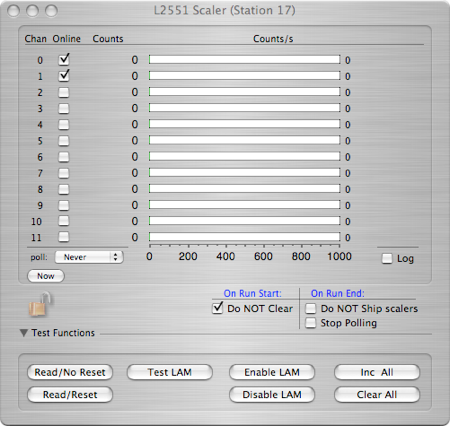 L2551 Scaler (Station 17)
Chan Online Counts Counts/s
0 0 0
1 0 0
2 0 0
3 0 0
4 0 0
5 0 0
6 0 0
7 0 0
8 0 0
9 0 0
10 0 0
11 0 0
poll: Never 0 200 400 600 800 1000 Log
Now
On Run Start: On Run End:
Do NOT Clear Do NOT Ship scalers
Stop Polling
Test Functions
Read/No Reset Test LAM Enable LAM Inc All
Read/Reset Disable LAM Clear All